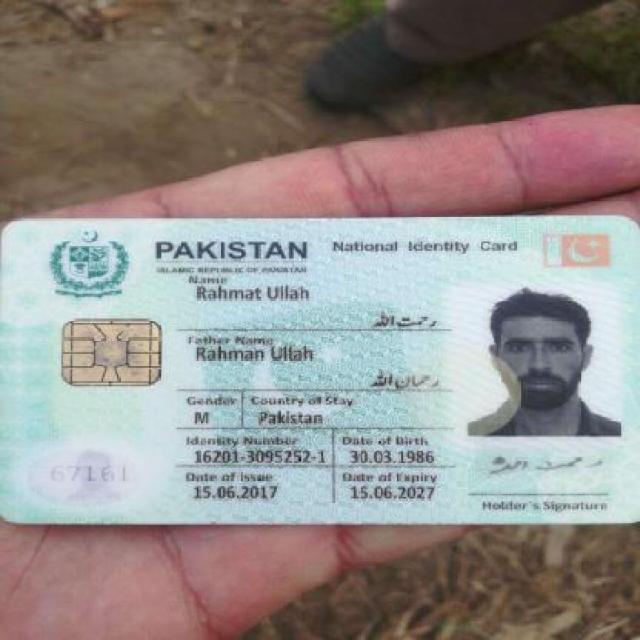 PAKISTAN National Identity Card
ISLAMIC REPUBLIC OF PAKISTAN
Name
Rahmat Ullah
رحمت اللہ
Father Name
Rahman Ullah
رحمان اللہ
Gender Country of Stay
M Pakistan
Identity Number Date of Birth
16201-3095252-1 30.03.1986
Date of Issue Date of Expiry
15.06.2017 15.06.2027
67161
Holder's Signature